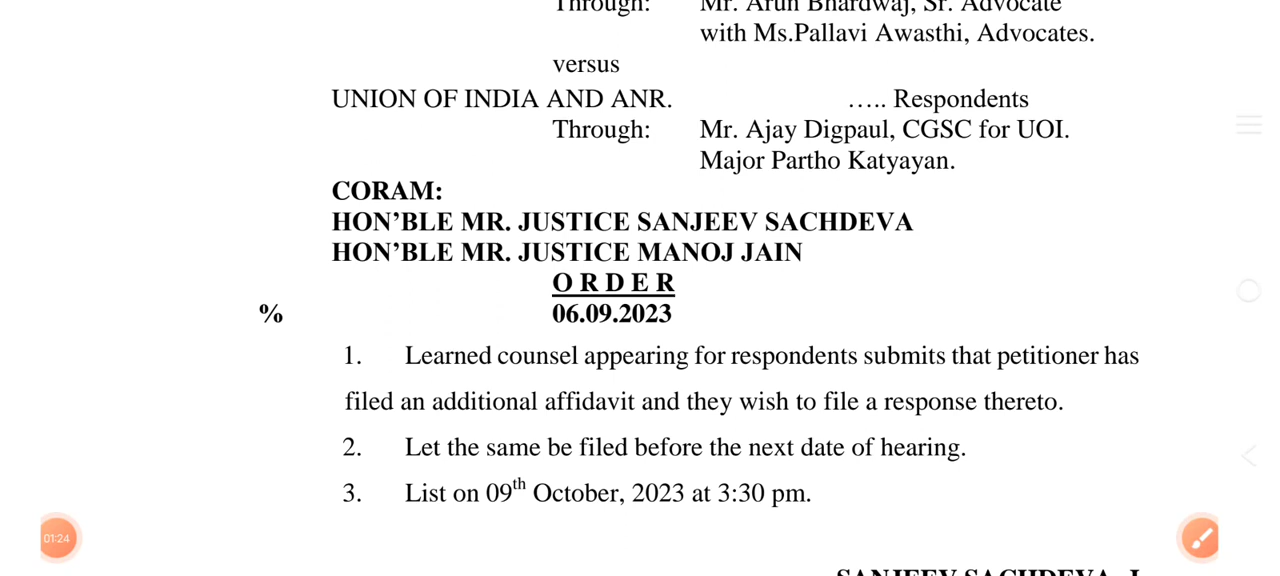 Through: Mr. Arun Bhardwaj, Sr. Advocate
with Ms.Pallavi Awasthi, Advocates.
versus
UNION OF INDIA AND ANR. ….. Respondents
Through: Mr. Ajay Digpaul, CGSC for UOI.
Major Partho Katyayan.
CORAM:
HON’BLE MR. JUSTICE SANJEEV SACHDEVA
HON’BLE MR. JUSTICE MANOJ JAIN
O R D E R
% 06.09.2023
1. Learned counsel appearing for respondents submits that petitioner has
filed an additional affidavit and they wish to file a response thereto.
2. Let the same be filed before the next date of hearing.
3. List on 09th October, 2023 at 3:30 pm.
01:24
SANJEEV SACHDEVA, J